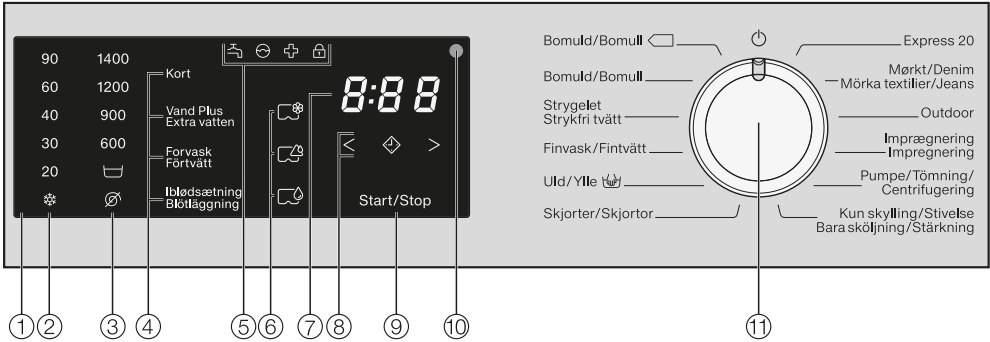 90 1400
60 1200
40 900
30 600
20
Kort
Vand Plus
Extra vatten
Forvask
Förtvätt
Iblødsætning
Blötläggning
8:88
< >
Start/Stop
Bomuld/Bomull
Bomuld/Bomull
Strygelet
Strykfri tvätt
Finvask/Fintvätt
Uld/Ylle
Skjorter/Skjortor
Express 20
Mørkt/Denim
Mörka textilier/Jeans
Outdoor
Imprægnering
Impregnering
Pumpe/Tömning/
Centrifugering
Kun skylling/Stivelse
Bara sköljning/Stärkning
① ② ③ ④ ⑤ ⑥ ⑦ ⑧ ⑨ ⑩ ⑪